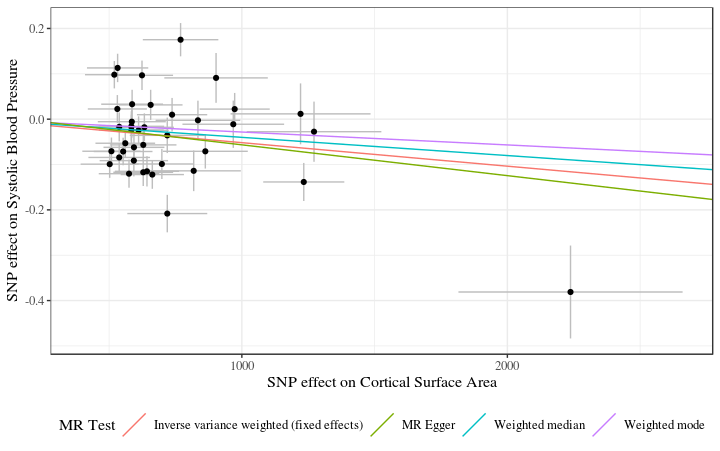 SNP effect on Systolic Blood Pressure
0.2
0.0
-0.2
-0.4
1000
2000
SNP effect on Cortical Surface Area
MR Test
Inverse variance weighted (fixed effects)
MR Egger
Weighted median
Weighted mode